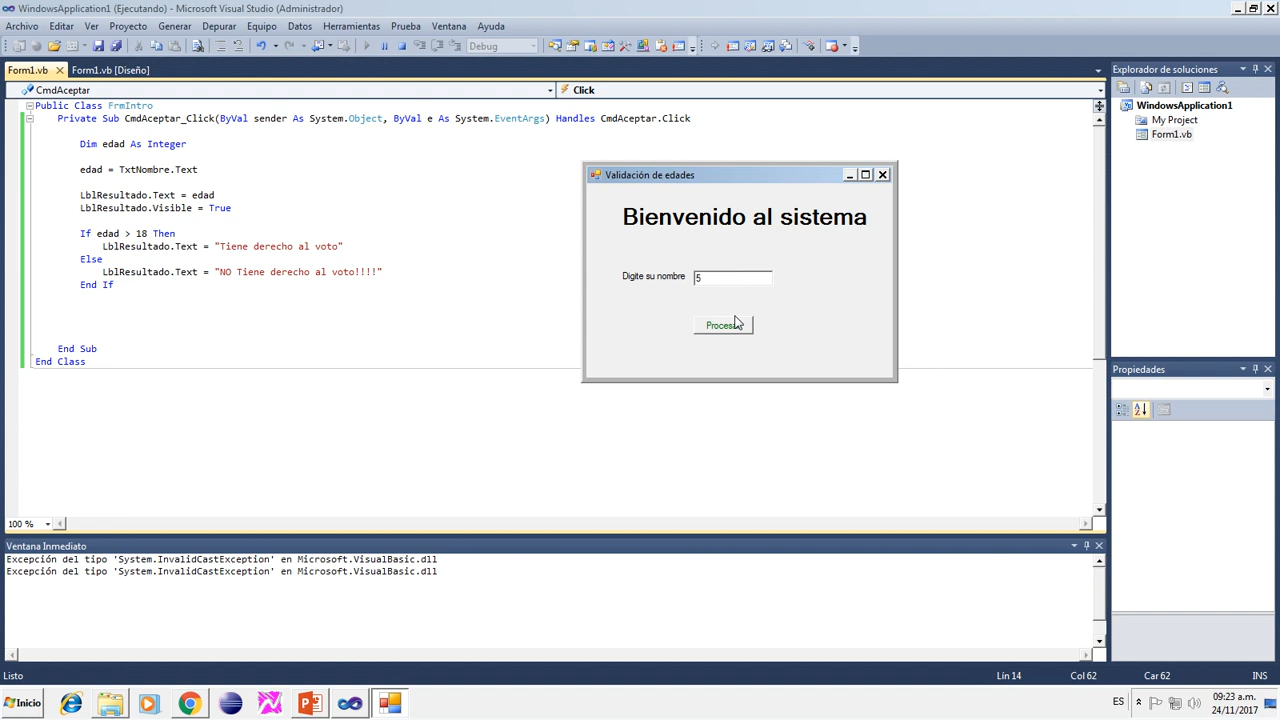 WindowsApplication1 (Ejecutando) - Microsoft Visual Studio (Administrador)
Archivo Editar Ver Proyecto Generar Depurar Equipo Datos Herramientas Prueba Ventana Ayuda
Debug
Form1.vb Form1.vb [Diseño]
CmdAceptar Click
Public Class FrmIntro
Private Sub CmdAceptar_Click(ByVal sender As System.Object, ByVal e As System.EventArgs) Handles CmdAceptar.Click
Dim edad As Integer
edad = TxtNombre.Text
LblResultado.Text = edad
LblResultado.Visible = True
If edad > 18 Then
LblResultado.Text = "Tiene derecho al voto"
Else
LblResultado.Text = "NO Tiene derecho al voto!!!!"
End If
End Sub
End Class
Validación de edades
Bienvenido al sistema
Digite su nombre 5
100 %
Ventana Inmediato
Excepción del tipo 'System.InvalidCastException' en Microsoft.VisualBasic.dll
Excepción del tipo 'System.InvalidCastException' en Microsoft.VisualBasic.dll
Explorador de soluciones
WindowsApplication1
My Project
Form1.vb
Propiedades
Listo Lín 14 Col 62 Car 62 INS
Inicio ES 09:23 a.m.
24/11/2017